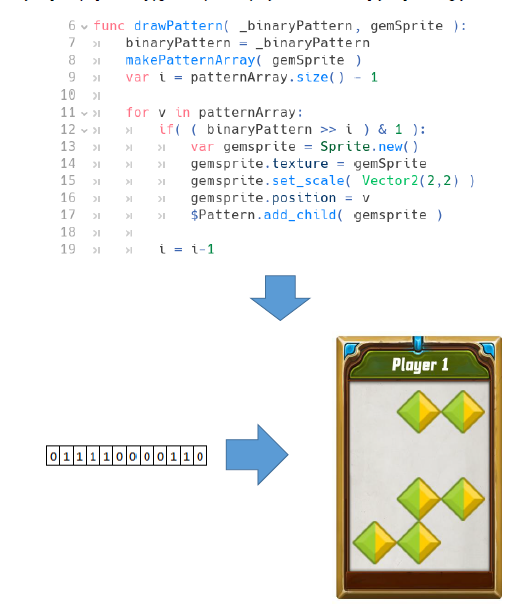 6 func drawPattern( _binaryPattern, gemSprite ):
7 binaryPattern = _binaryPattern
8 makePatternArray( gemSprite )
9 var i = patternArray.size() - 1
10
11 for v in patternArray:
12 if( ( binaryPattern >> i ) & 1 ):
13 var gemsprite = Sprite.new()
14 gemsprite.texture = gemSprite
15 gemsprite.set_scale( Vector2(2,2) )
16 gemsprite.position = v
17 $Pattern.add_child( gemsprite )
18
19 i = i-1
Player 1
0 1 1 1 1 0 0 0 0 1 1 0